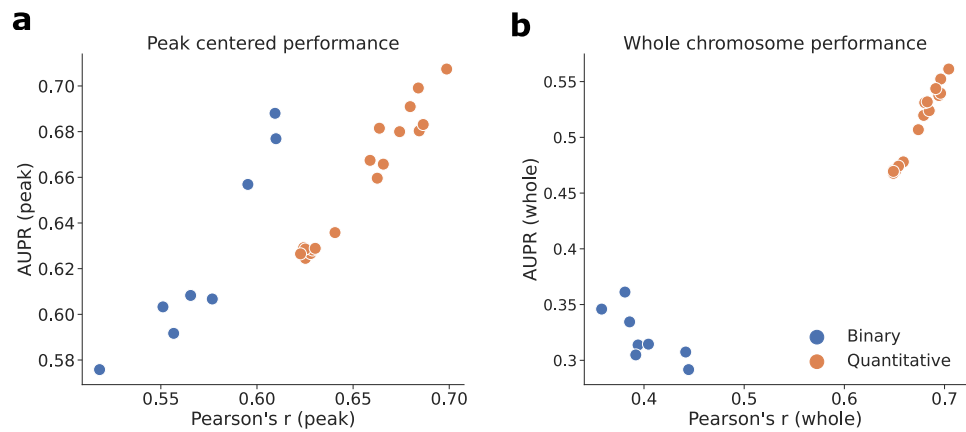 a
Peak centered performance
AUPR (peak)
0.70
0.68
0.66
0.64
0.62
0.60
0.58
0.55
0.60
0.65
0.70
Pearson's r (peak)
b
Whole chromosome performance
AUPR (whole)
0.55
0.5
0.45
0.4
0.35
0.3
0.4
0.5
0.6
0.7
Pearson's r (whole)
Binary
Quantitative